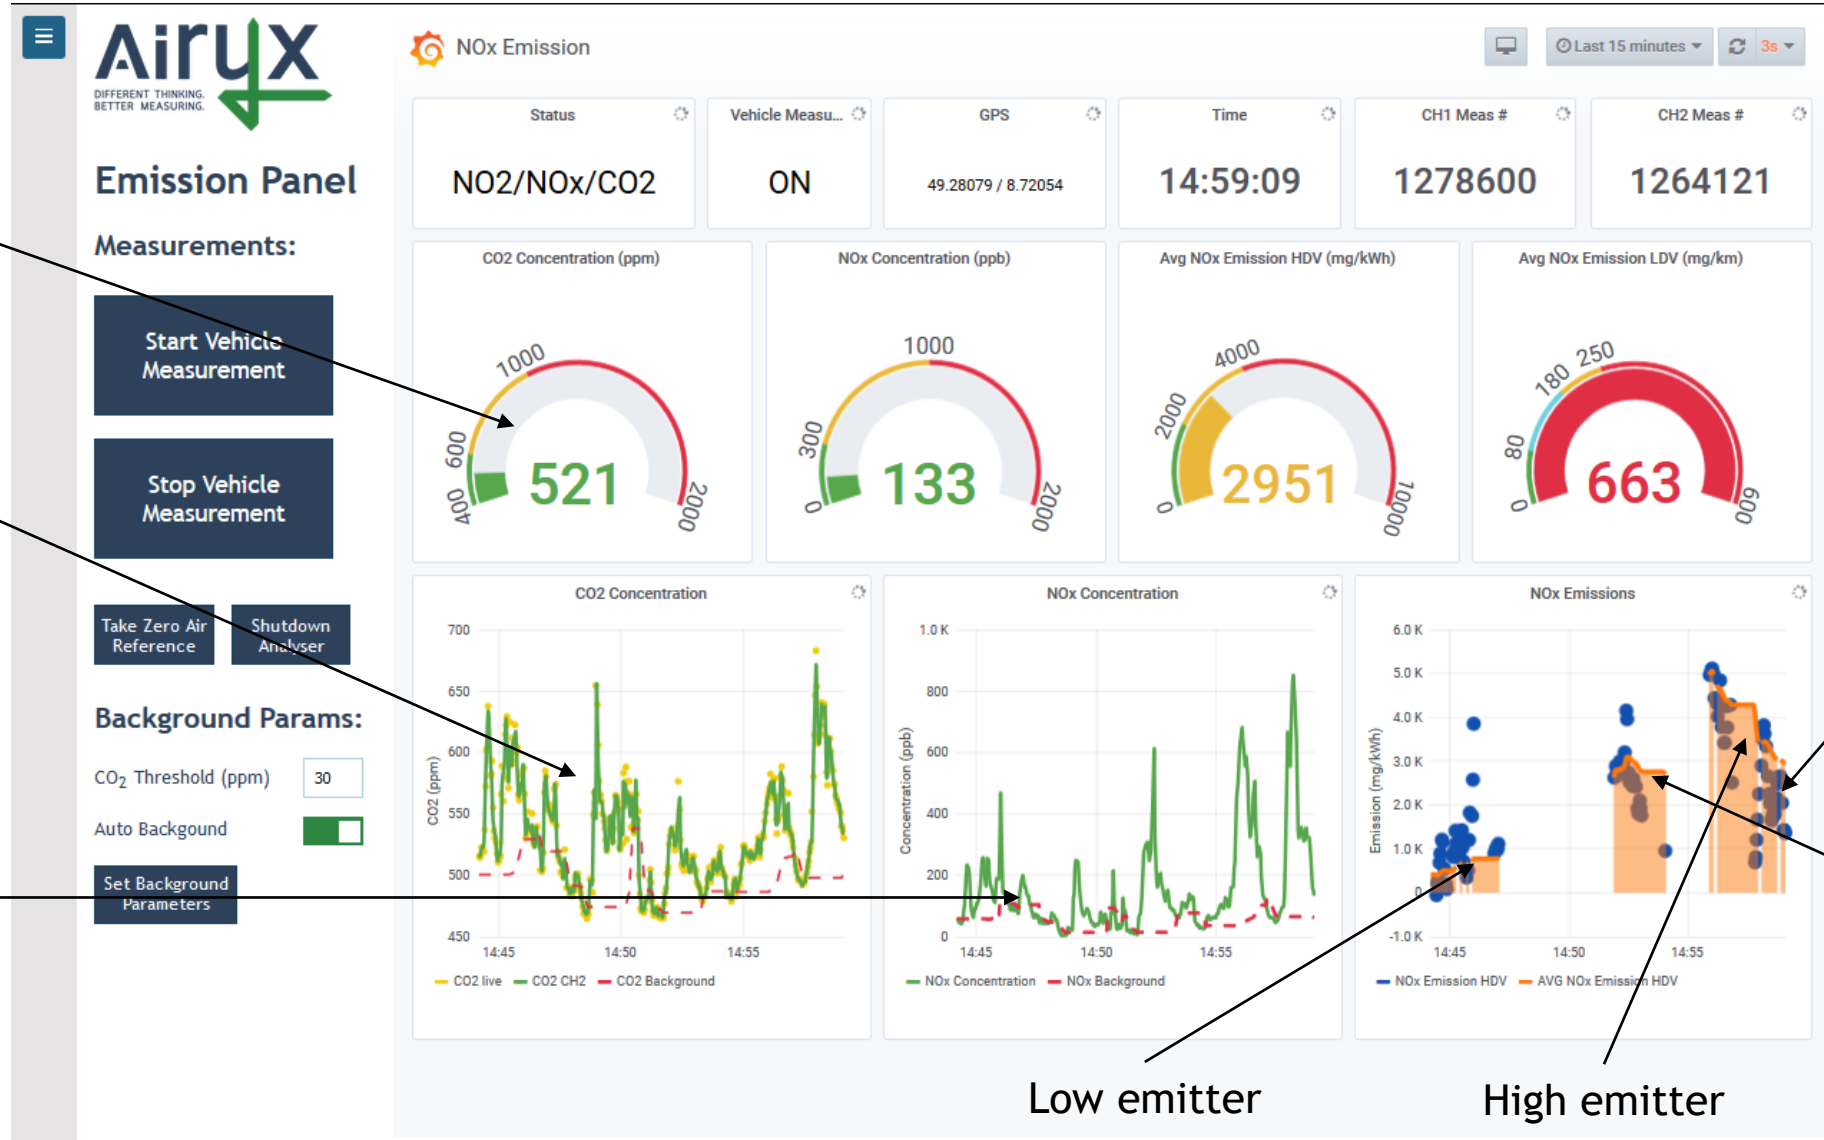 Airyx
DIFFERENT THINKING.
BETTER MEASURING.
Emission Panel
Measurements:
Start Vehicle
Measurement
Stop Vehicle
Measurement
Take Zero Air
Reference
Shutdown
Analyser
Background Params:
CO2 Threshold (ppm)
30
Auto Backgound
Set Background
Parameters
NOx Emission
Last 15 minutes
3s
Status
NO2/NOx/CO2
Vehicle Measu...
ON
GPS
49.28079 / 8.72054
Time
14:59:09
CH1 Meas #
1278600
CH2 Meas #
1264121
CO2 Concentration (ppm)
400
600
1000
2000
521
NOx Concentration (ppb)
0
300
1000
2000
133
Avg NOx Emission HDV (mg/kWh)
0
2000
4000
10000
2951
Avg NOx Emission LDV (mg/km)
0
80
180
250
600
663
CO2 Concentration
CO2 (ppm)
700
650
600
550
500
450
14:45 14:50 14:55
CO2 live CO2 CH2 CO2 Background
NOx Concentration
Concentration (ppb)
1.0 K
800
600
400
200
0
14:45 14:50 14:55
NOx Concentration NOx Background
NOx Emissions
Emission (mg/kWh)
6.0 K
5.0 K
4.0 K
3.0 K
2.0 K
1.0 K
0
-1.0 K
14:45 14:50 14:55
NOx Emission HDV AVG NOx Emission HDV
Low emitter
High emitter